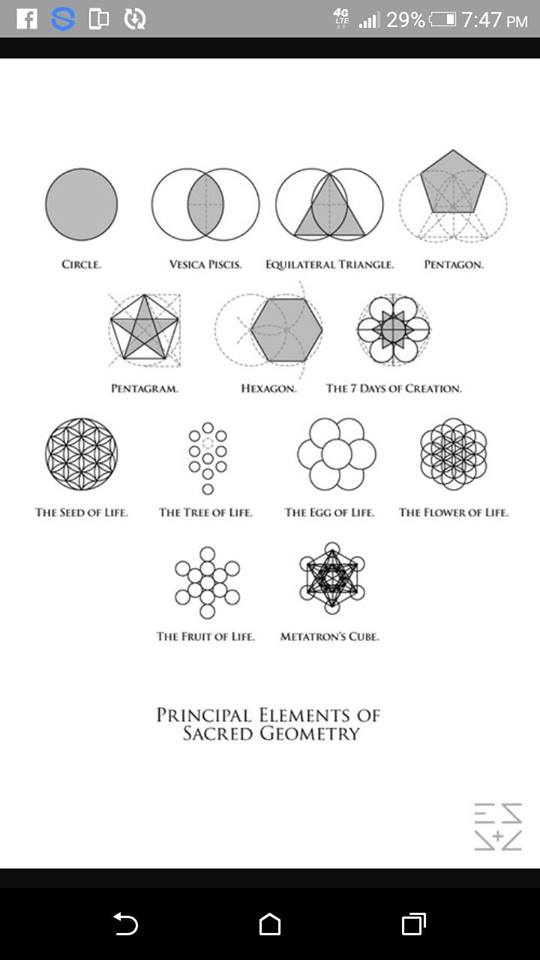 4G LTE 29% 7:47 PM
CIRCLE. VESICA PISCIS. EQUILATERAL TRIANGLE. PENTAGON.
PENTAGRAM. HEXAGON. THE 7 DAYS OF CREATION.
THE SEED OF LIFE. THE TREE OF LIFE. THE EGG OF LIFE. THE FLOWER OF LIFE.
THE FRUIT OF LIFE. METATRON'S CUBE.
PRINCIPAL ELEMENTS OF
SACRED GEOMETRY